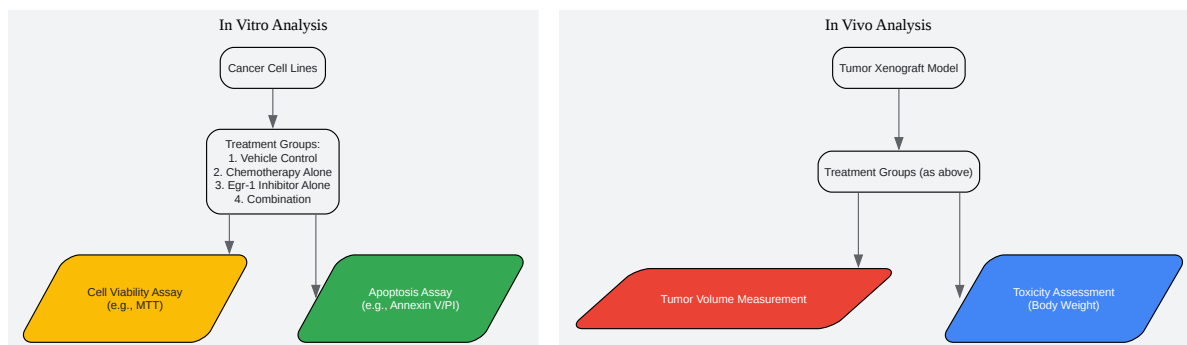 In Vitro Analysis
Cancer Cell Lines
Treatment Groups:
1. Vehicle Control
2. Chemotherapy Alone
3. Egr-1 Inhibitor Alone
4. Combination
Cell Viability Assay
(e.g., MTT)
Apoptosis Assay
(e.g., Annexin V/PI)
In Vivo Analysis
Tumor Xenograft Model
Treatment Groups (as above)
Tumor Volume Measurement
Toxicity Assessment
(Body Weight)